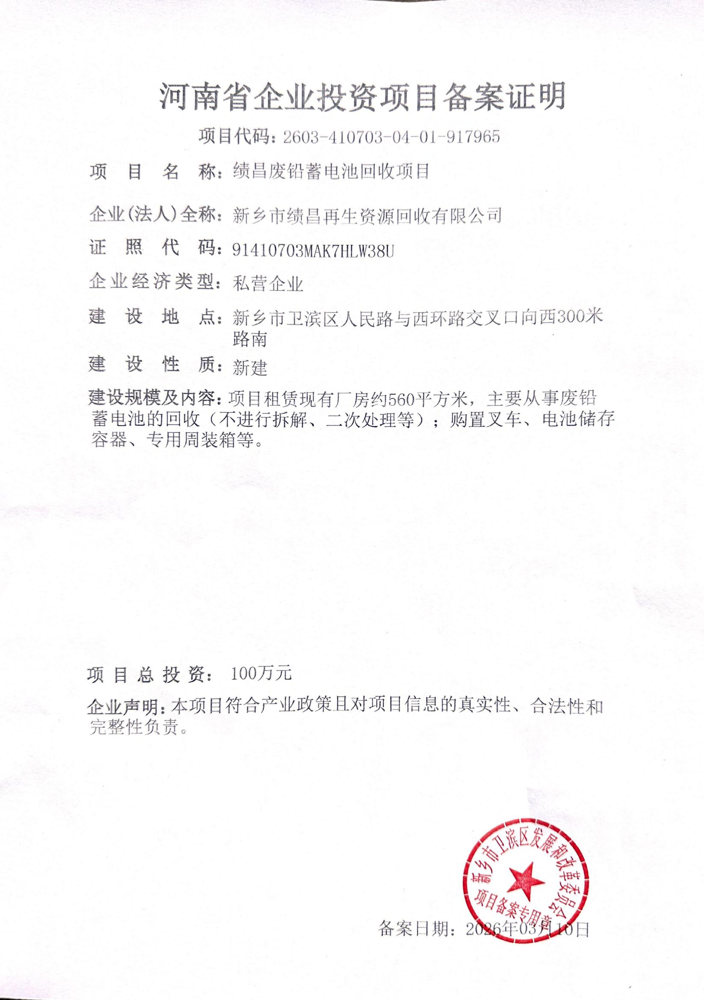 河南省企业投资项目备案证明
项目代码：2603-410703-04-01-917965
项目名称：绩昌废铅蓄电池回收项目
企业(法人)全称：新乡市绩昌再生资源回收有限公司
证照代码：91410703MAK7HLW38U
企业经济类型：私营企业
建设地点：新乡市卫滨区人民路与西环路交叉口向西300米
路南
建设性质：新建
建设规模及内容：项目租赁现有厂房约560平方米，主要从事废铅
蓄电池的回收（不进行拆解、二次处理等）；购置叉车、电池储存
容器、专用周装箱等。
项目总投资：100万元
企业声明：本项目符合产业政策且对项目信息的真实性、合法性和
完整性负责。
新乡市卫滨区发展和改革委员会
项目备案专用章
备案日期：2026年03月10日